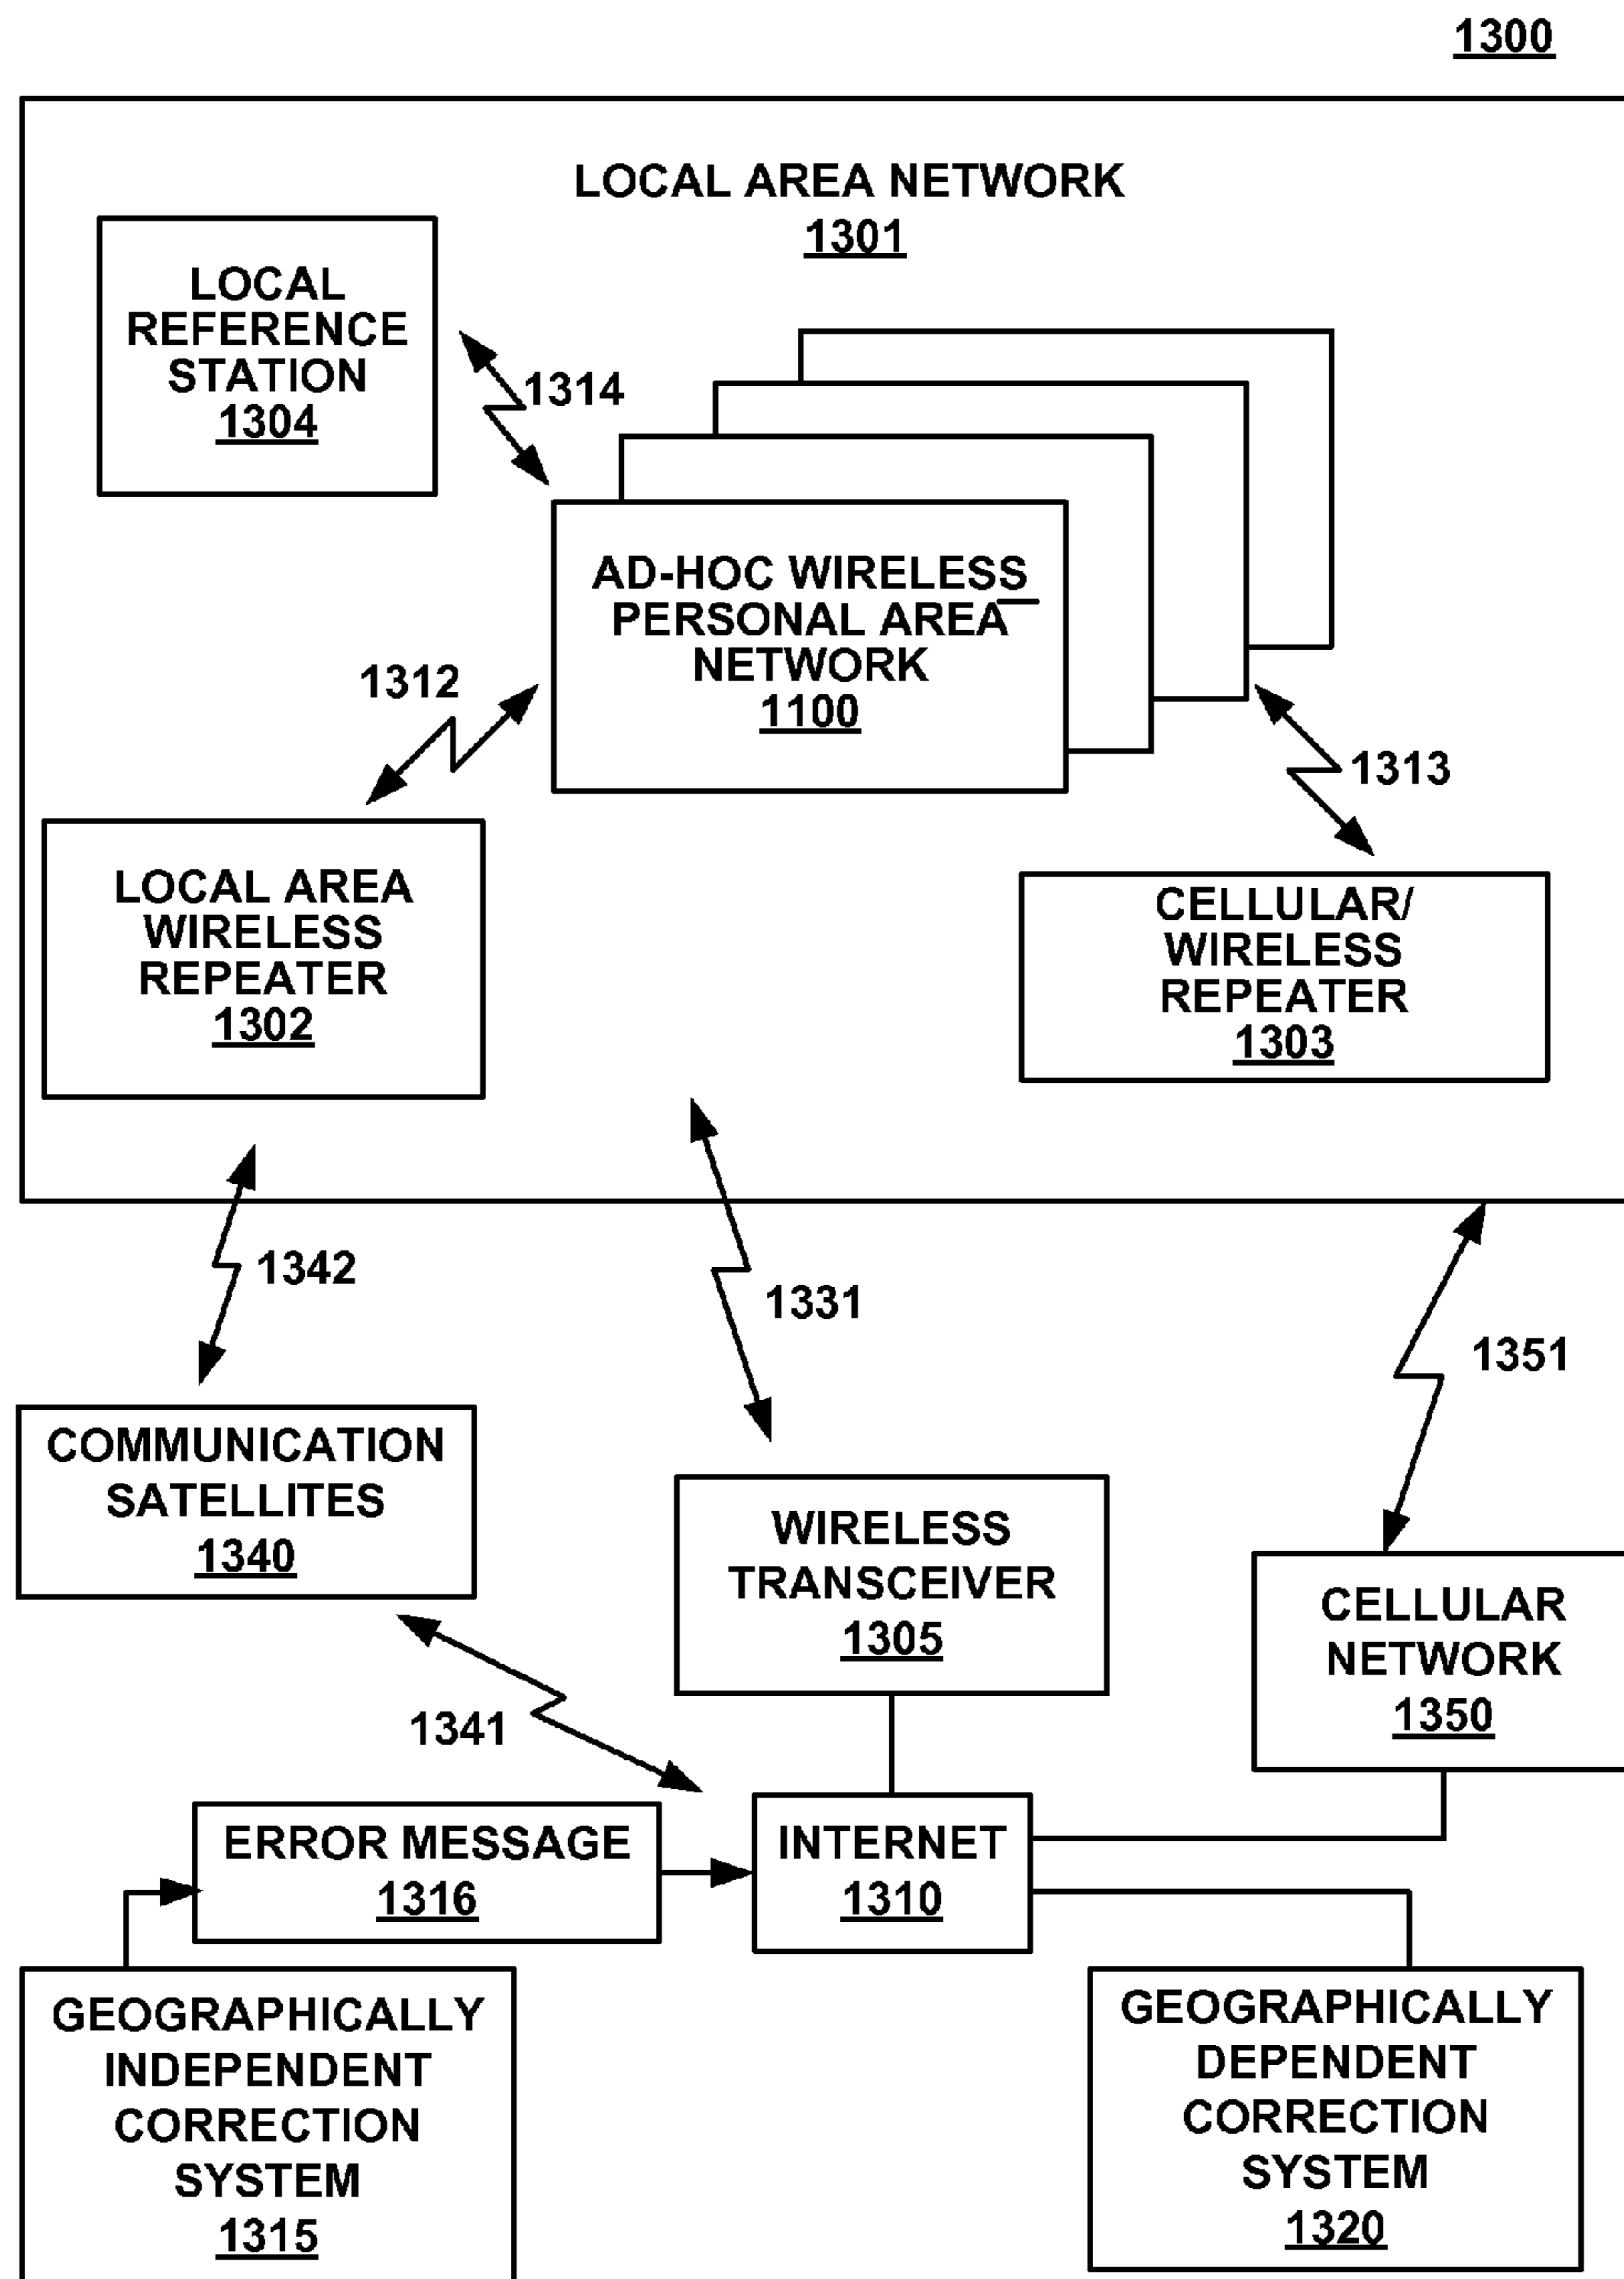 1300
LOCAL AREA NETWORK
1301
LOCAL
REFERENCE
STATION
1304
1314
AD-HOC WIRELESS
PERSONAL AREA
NETWORK
1100
1312
1313
LOCAL AREA
WIRELESS
REPEATER
1302
CELLULAR/
WIRELESS
REPEATER
1303
1342
1331
1351
COMMUNICATION
SATELLITES
1340
WIRELESS
TRANSCEIVER
1305
CELLULAR
NETWORK
1350
1341
ERROR MESSAGE
1316
INTERNET
1310
GEOGRAPHICALLY
INDEPENDENT
CORRECTION
SYSTEM
1315
GEOGRAPHICALLY
DEPENDENT
CORRECTION
SYSTEM
1320